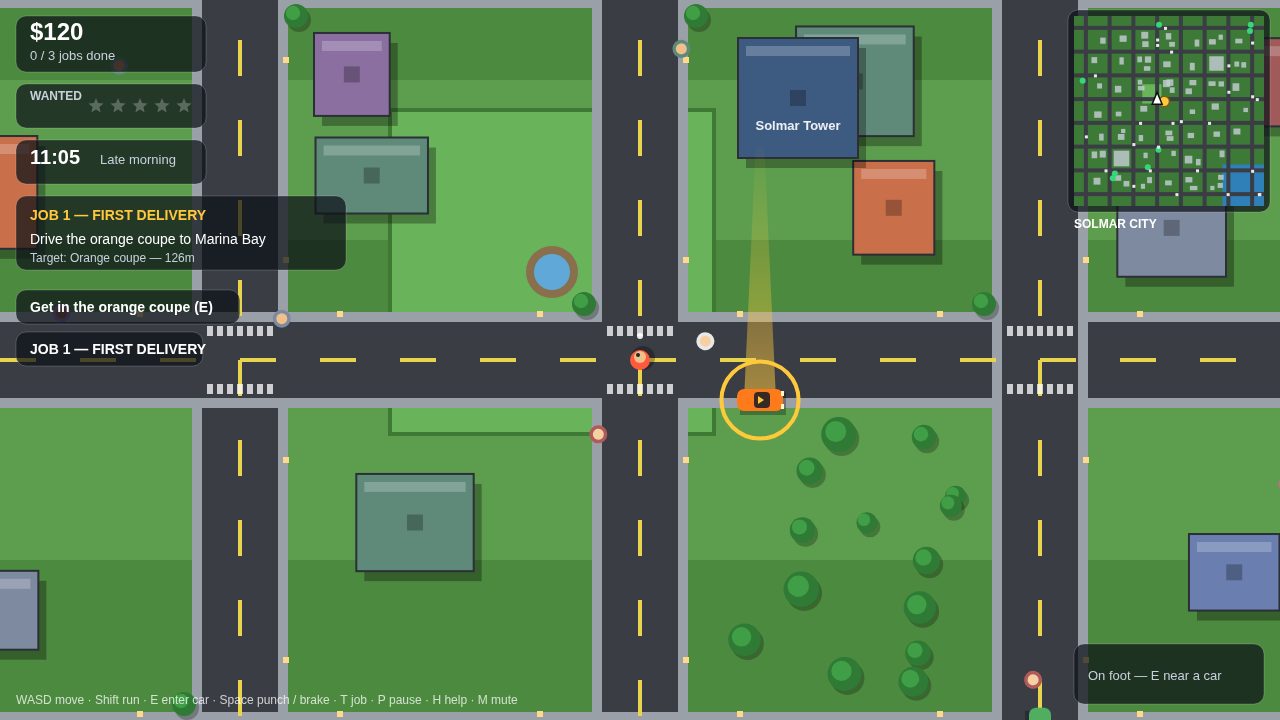 $120
0 / 3 jobs done
WANTED ★ ★ ★ ★ ★
11:05 Late morning
JOB 1 — FIRST DELIVERY
Drive the orange coupe to Marina Bay
Target: Orange coupe — 126m
Get in the orange coupe (E)
JOB 1 — FIRST DELIVERY
Solmar Tower
SOLMAR CITY
On foot — E near a car
WASD move · Shift run · E enter car · Space punch / brake · T job · P pause · H help · M mute